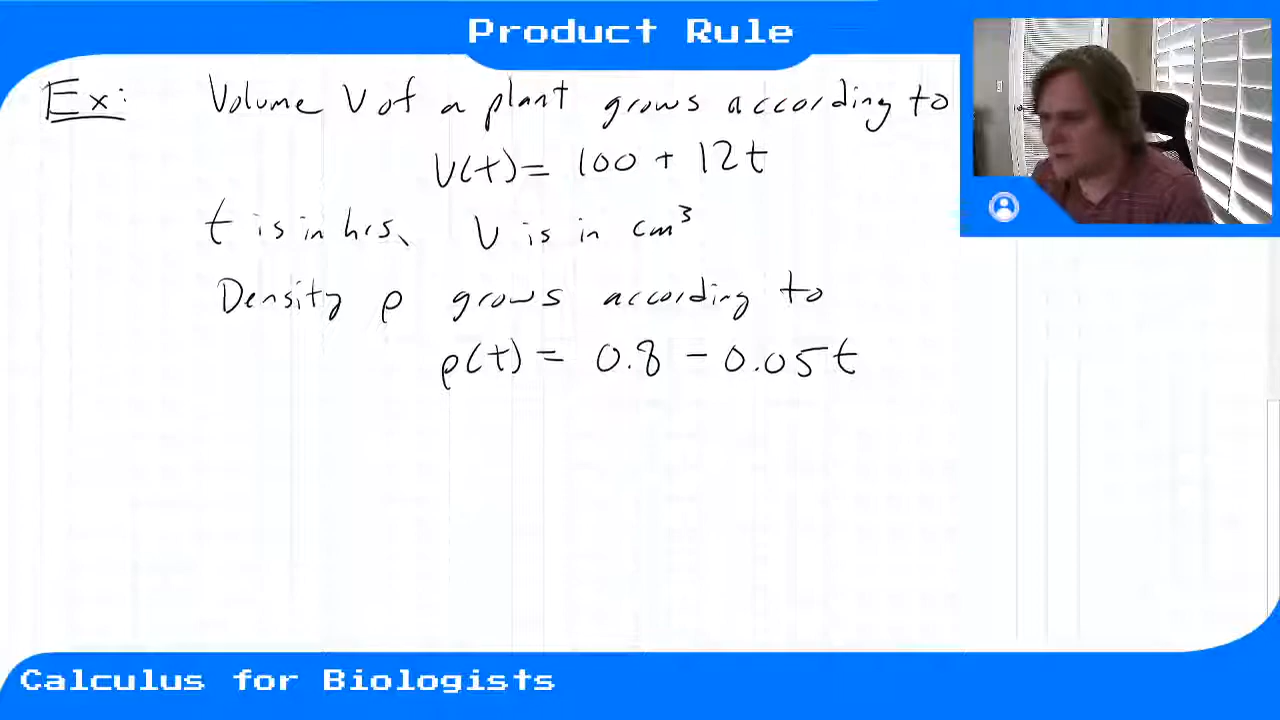 Product Rule
Ex: Volume V of a plant grows according to
V(t) = 100 + 12t
t is in hrs, V is in cm³
Density ρ grows according to
ρ(t) = 0.8 - 0.05t
Calculus for Biologists